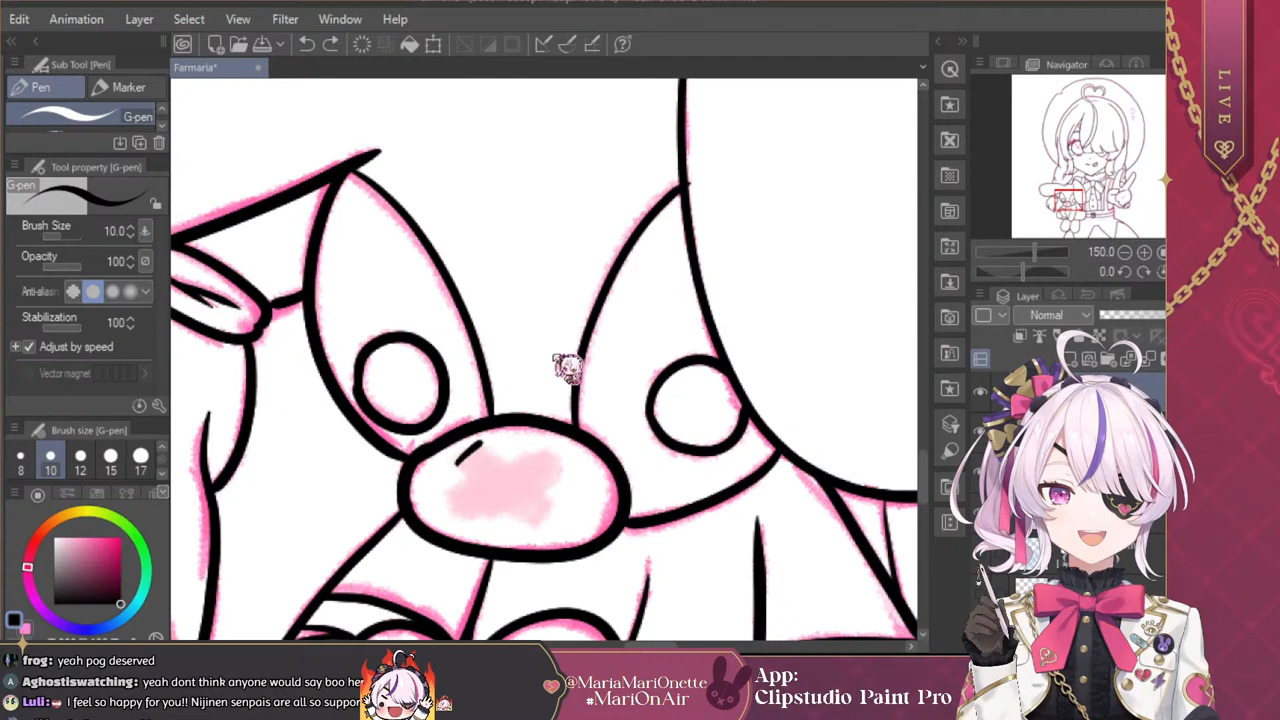 Edit Animation Layer Select View Filter Window Help
Farmaria*
Sub Tool [Pen]
Pen Marker
G-pen
Tool property [G-pen]
G-pen
Brush Size 10.0
Opacity 100
Anti-alias
Stabilization 100
Adjust by speed
Vector magnet
Brush size [G-pen]
8 10 12 15 17
Navigator
150.0
0.0
Layer
Normal
LIVE
frog: yeah pog deserved
Aghostiswatching: yeah dont think anyone would say boo her
Luli: I feel so happy for you!! Nijinen senpais are all so suppor
@MariaMariOnette
#MariOnAir
App:
Clipstudio Paint Pro